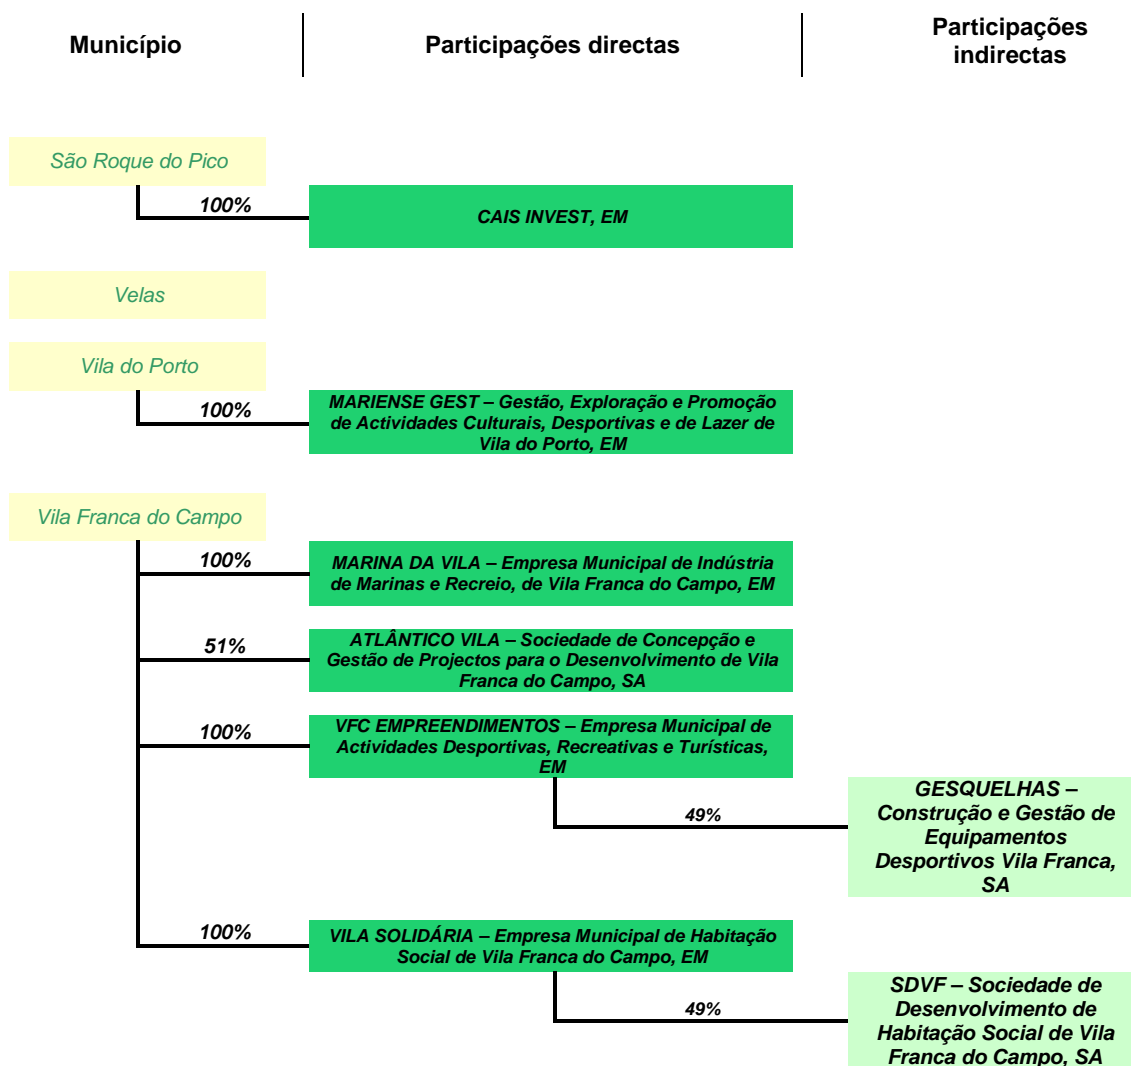 Município
Participações directas
Participações
indirectas
São Roque do Pico
100%
CAIS INVEST, EM
Velas
Vila do Porto
100%
MARIENSE GEST – Gestão, Exploração e Promoção
de Actividades Culturais, Desportivas e de Lazer de
Vila do Porto, EM
Vila Franca do Campo
100%
MARINA DA VILA – Empresa Municipal de Indústria
de Marinas e Recreio, de Vila Franca do Campo, EM
51%
ATLÂNTICO VILA – Sociedade de Concepção e
Gestão de Projectos para o Desenvolvimento de Vila
Franca do Campo, SA
100%
VFC EMPREENDIMENTOS – Empresa Municipal de
Actividades Desportivas, Recreativas e Turísticas,
EM
49%
GESQUELHAS –
Construção e Gestão de
Equipamentos
Desportivos Vila Franca,
SA
100%
VILA SOLIDÁRIA – Empresa Municipal de Habitação
Social de Vila Franca do Campo, EM
49%
SDVF – Sociedade de
Desenvolvimento de
Habitação Social de Vila
Franca do Campo, SA